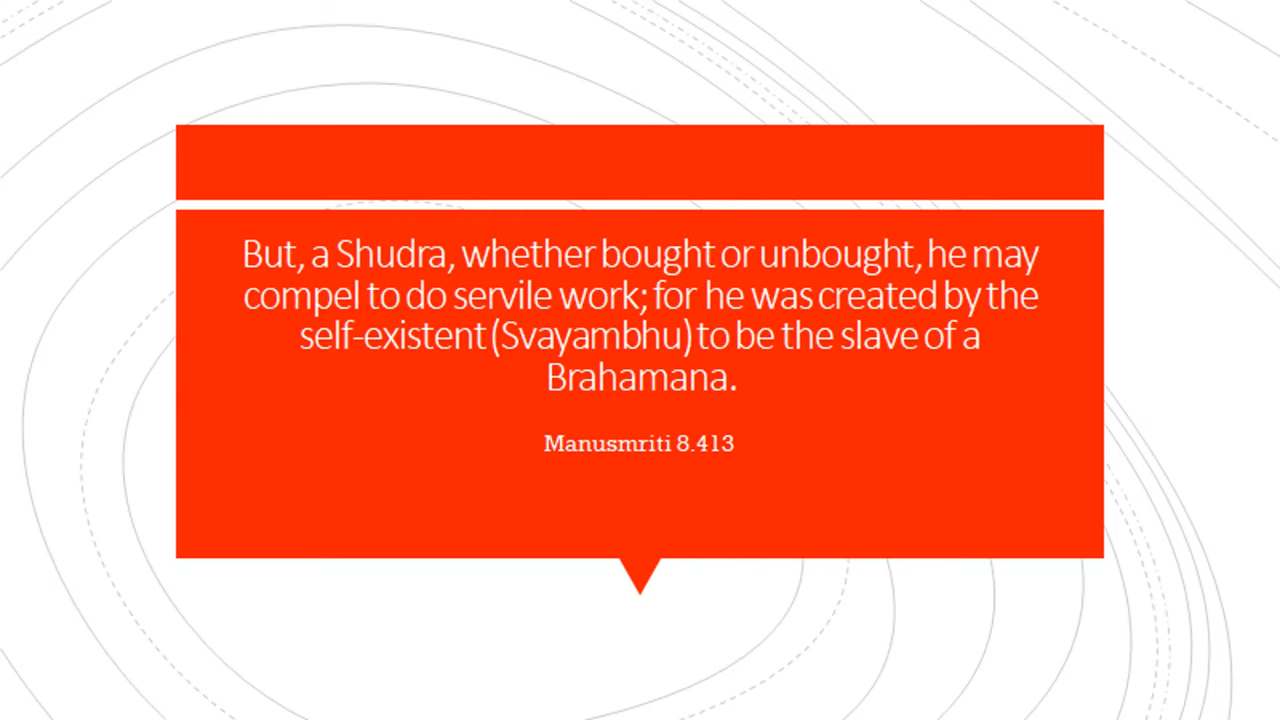 But, a Shudra, whether bought or unbought, he may
compel to do servile work; for he was created by the
self-existent (Svayambhu) to be the slave of a
Brahamana.
Manusmriti 8.413